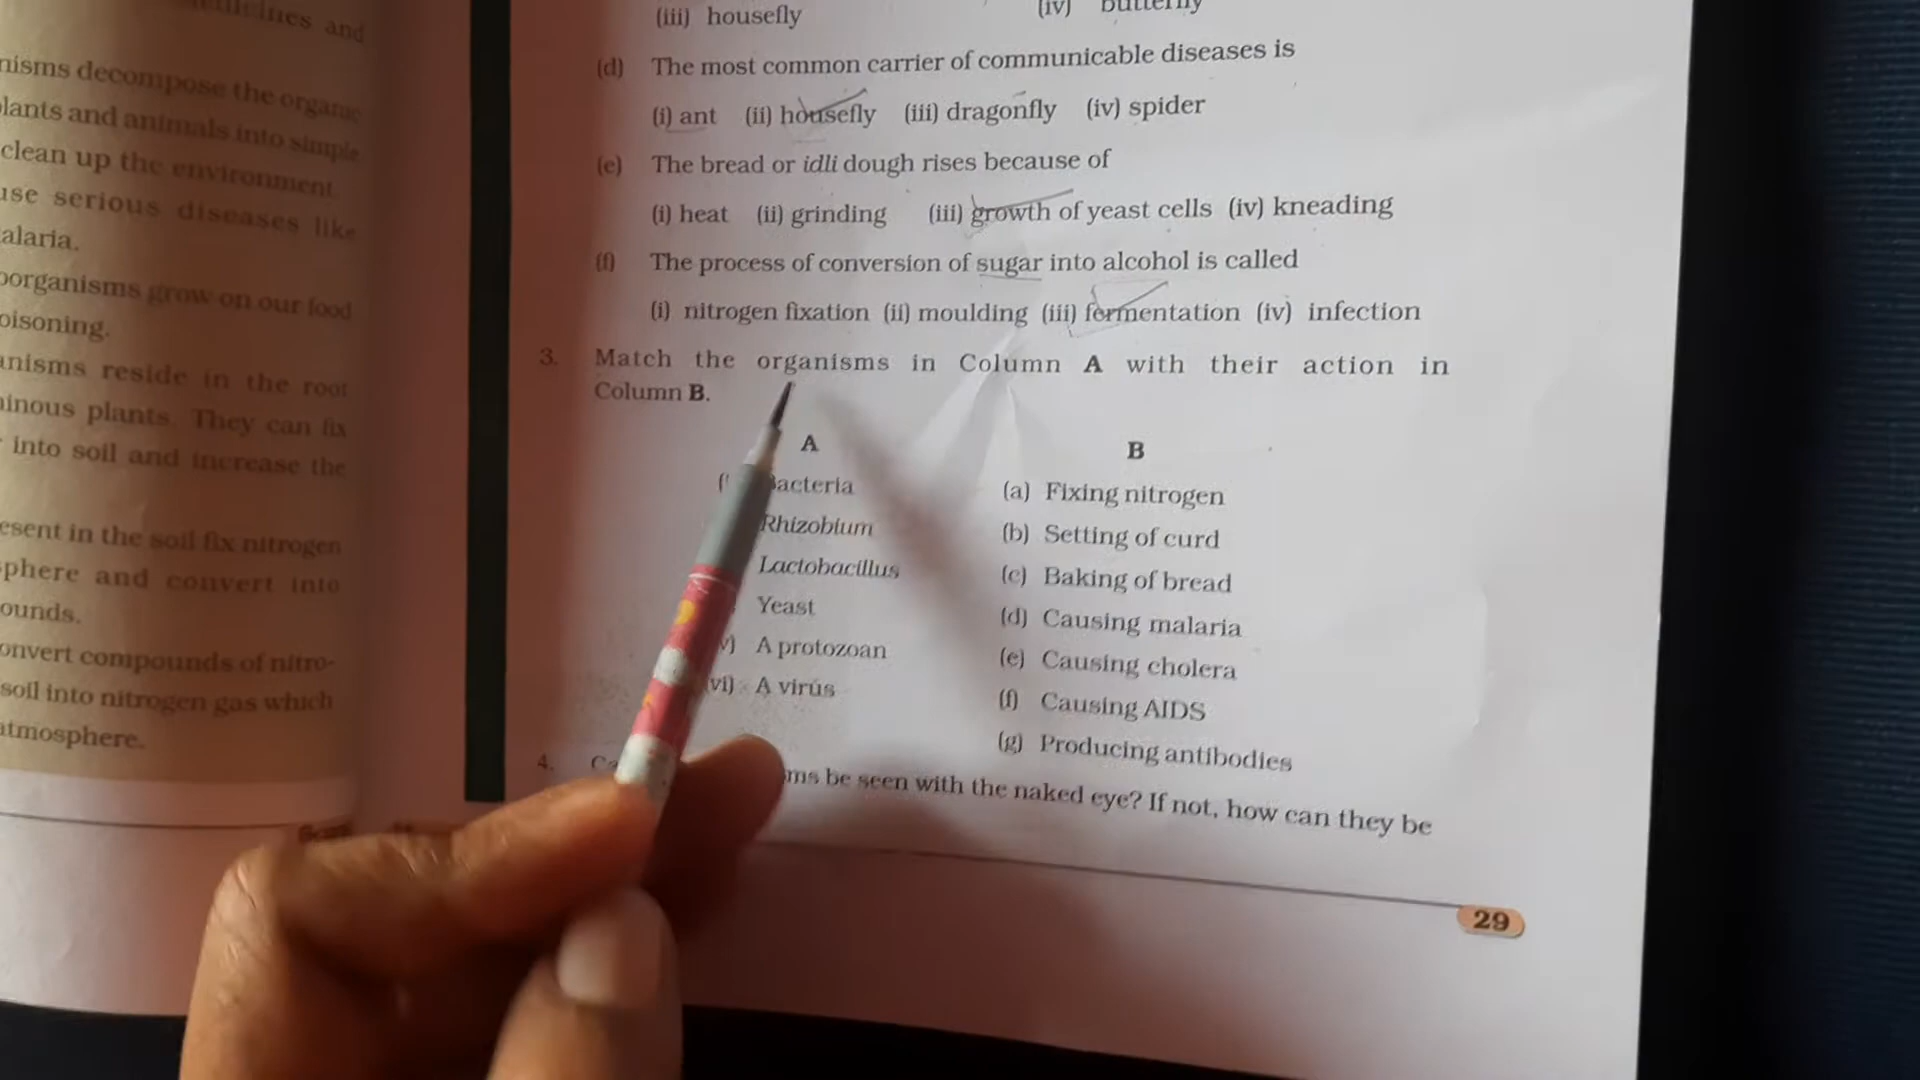 icines and
nisms decompose the organic
lants and animals into simple
clean up the environment.
use serious diseases like
alaria.
oorganisms grow on our food
oisoning.
anisms reside in the root
inous plants. They can fix
into soil and increase the
esent in the soil fix nitrogen
phere and convert into
ounds.
onvert compounds of nitro-
soil into nitrogen gas which
atmosphere.
(iii) housefly (iv) butterfly
(d) The most common carrier of communicable diseases is
(i) ant (ii) housefly (iii) dragonfly (iv) spider
(e) The bread or idli dough rises because of
(i) heat (ii) grinding (iii) growth of yeast cells (iv) kneading
(f) The process of conversion of sugar into alcohol is called
(i) nitrogen fixation (ii) moulding (iii) fermentation (iv) infection
3. Match the organisms in Column A with their action in
Column B.
A B
Bacteria (a) Fixing nitrogen
Rhizobium (b) Setting of curd
Lactobacillus (c) Baking of bread
Yeast (d) Causing malaria
v) A protozoan (e) Causing cholera
(vi) A virus (f) Causing AIDS
(g) Producing antibodies
4. Ca ms be seen with the naked eye? If not, how can they be
29